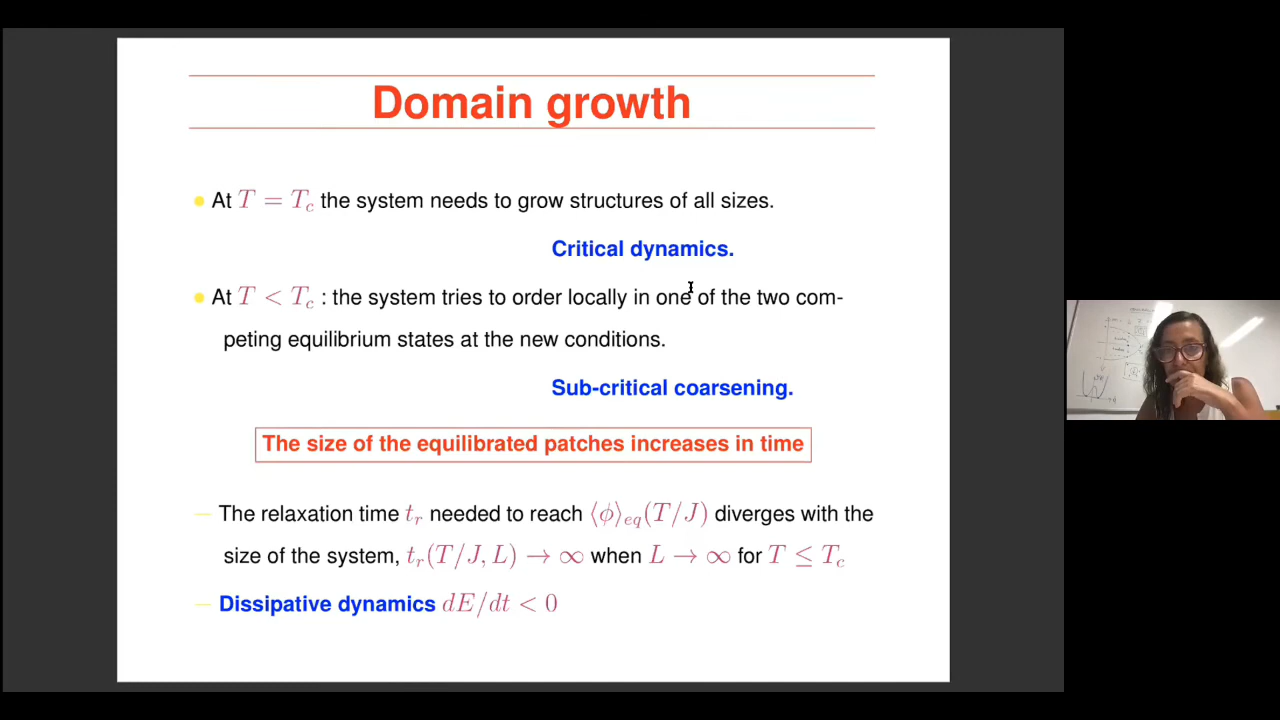 Domain growth
At T = T_c the system needs to grow structures of all sizes.
Critical dynamics.
At T < T_c : the system tries to order locally in one of the two com-
peting equilibrium states at the new conditions.
Sub-critical coarsening.
The size of the equilibrated patches increases in time
– The relaxation time t_r needed to reach ⟨ϕ⟩_eq(T/J) diverges with the
size of the system, t_r(T/J, L) → ∞ when L → ∞ for T ≤ T_c
– Dissipative dynamics dE/dt < 0